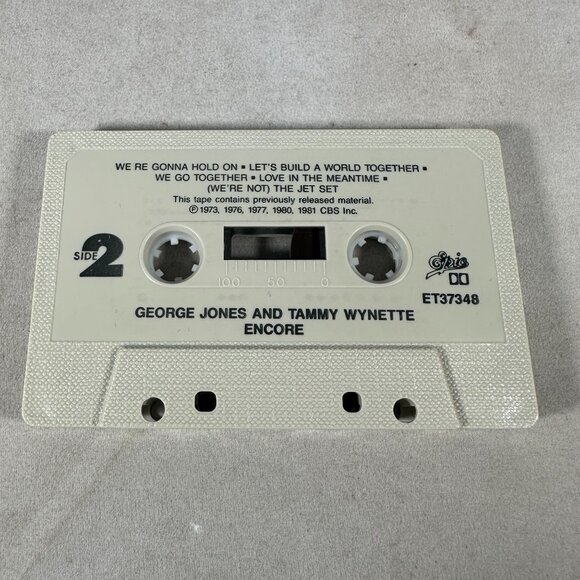 WE RE GONNA HOLD ON ▪ LET'S BUILD A WORLD TOGETHER ▪
WE GO TOGETHER ▪ LOVE IN THE MEANTIME ▪
(WE'RE NOT) THE JET SET
This tape contains previously released material.
℗ 1973, 1976, 1977, 1980, 1981 CBS Inc.
SIDE 2
100 50 0
Epic
ET37348
GEORGE JONES AND TAMMY WYNETTE
ENCORE